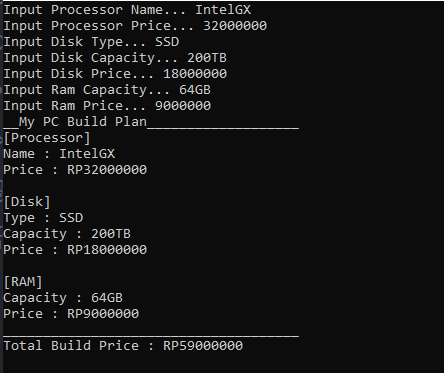 Input Processor Name... IntelGX
Input Processor Price... 32000000
Input Disk Type... SSD
Input Disk Capacity... 200TB
Input Disk Price... 18000000
Input Ram Capacity... 64GB
Input Ram Price... 9000000
__My PC Build Plan___________________
[Processor]
Name : IntelGX
Price : RP32000000

[Disk]
Type : SSD
Capacity : 200TB
Price : RP18000000

[RAM]
Capacity : 64GB
Price : RP9000000
_____________________________________
Total Build Price : RP59000000